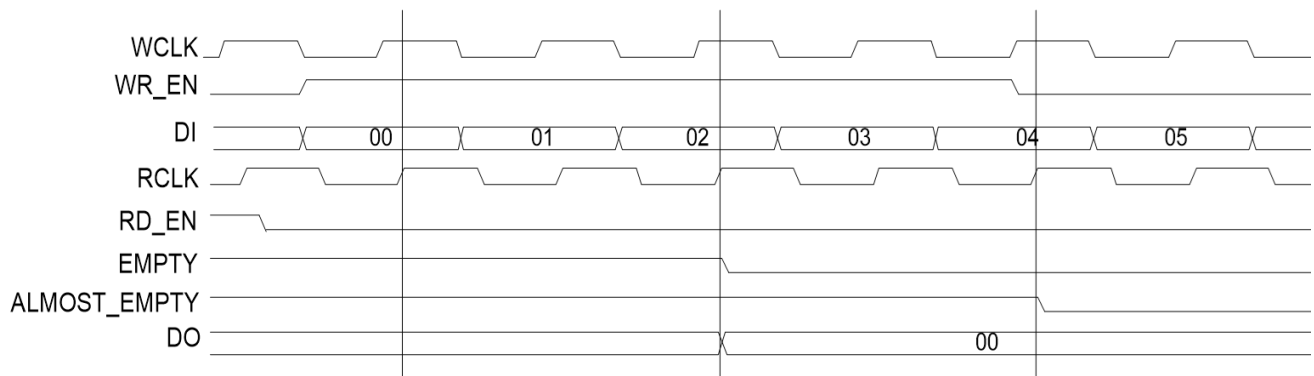 WCLK
WR_EN
DI 00 01 02 03 04 05
RCLK
RD_EN
EMPTY
ALMOST_EMPTY
DO 00